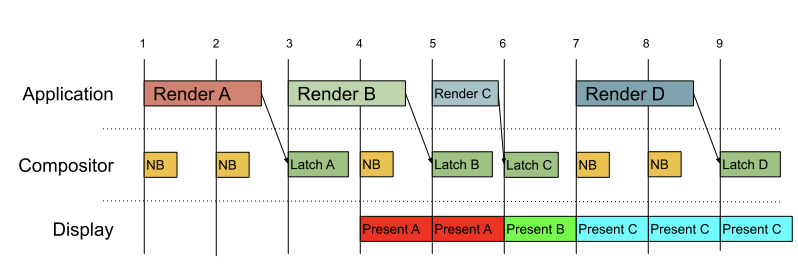 1 2 3 4 5 6 7 8 9
Application Render A Render B Render C Render D
Compositor NB NB Latch A NB Latch B Latch C NB NB Latch D
Display Present A Present A Present B Present C Present C Present C